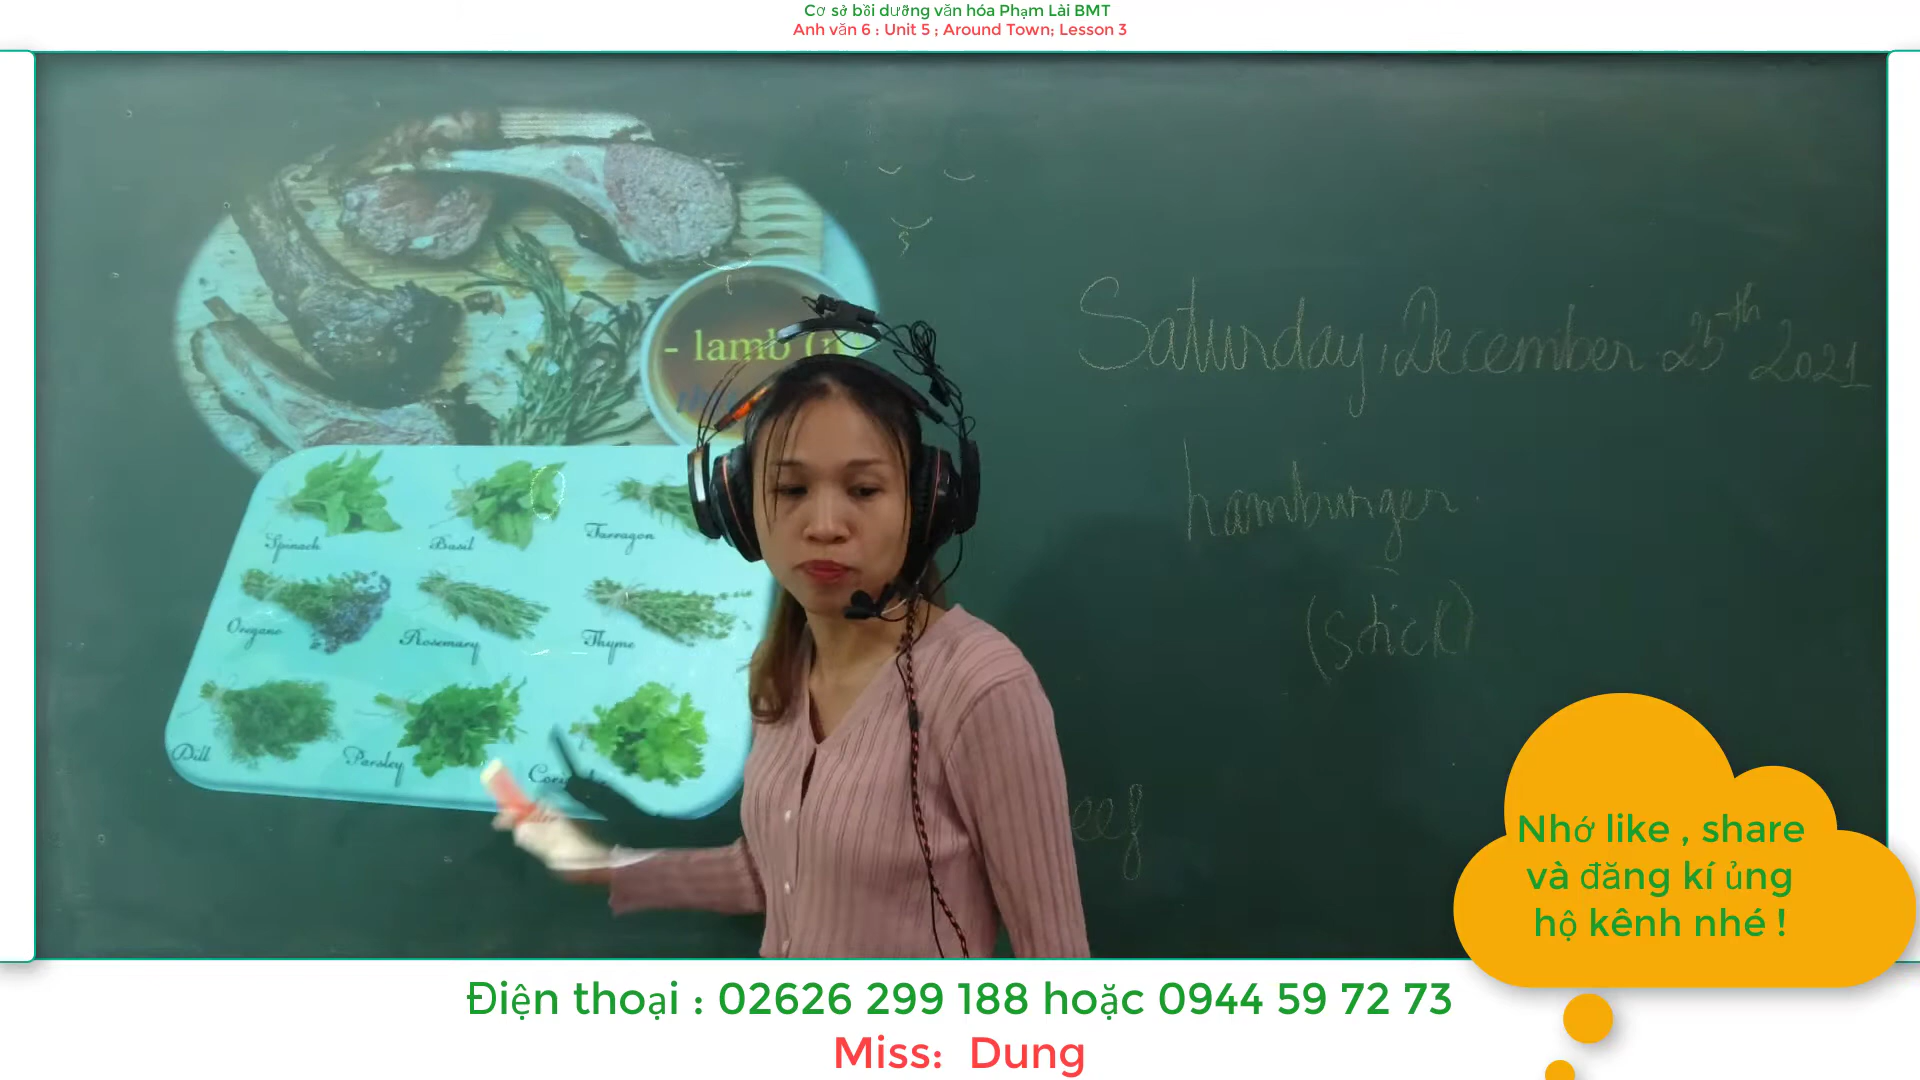 Cơ sở bồi dưỡng văn hóa Phạm Lài BMT
Anh văn 6 : Unit 5 ; Around Town; Lesson 3
- lamb (n)
Saturday, December 25th 2021
hamburger
(stick)
Spinach
Basil
Tarragon
Oregano
Rosemary
Thyme
Dill
Parsley
Nhớ like , share
và đăng kí ủng
hộ kênh nhé !
Điện thoại : 02626 299 188 hoặc 0944 59 72 73
Miss: Dung